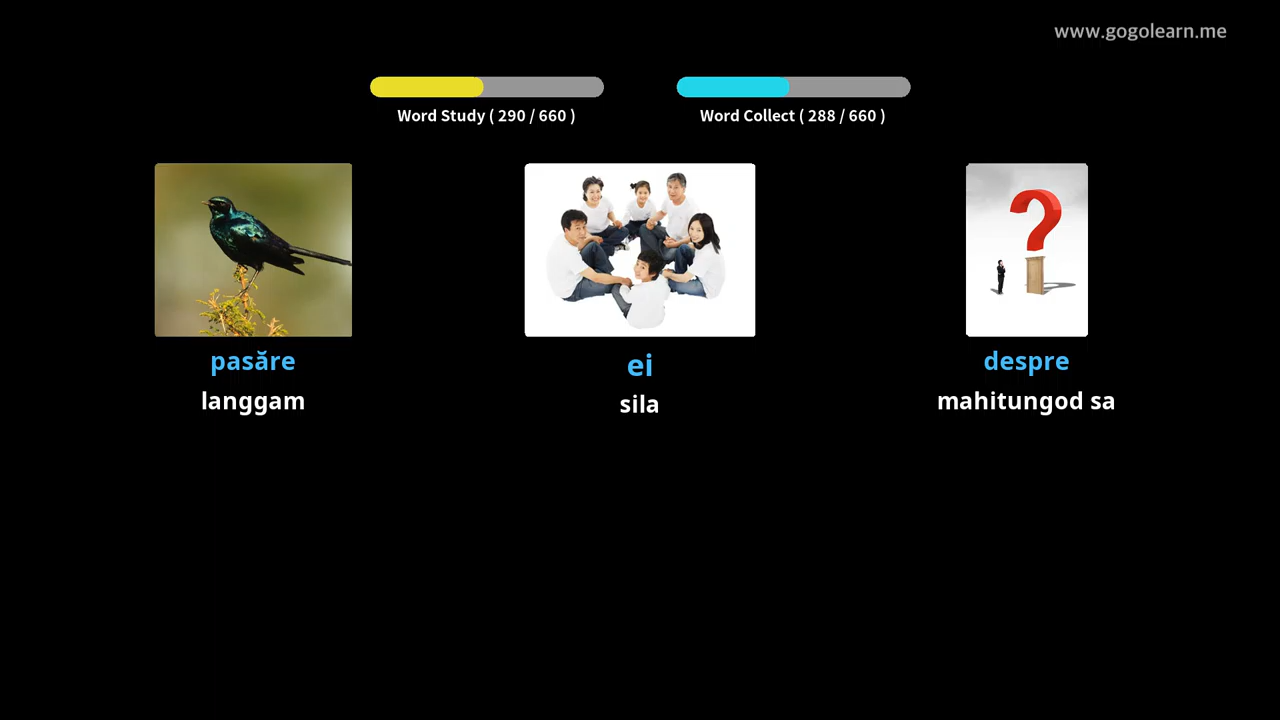 www.gogolearn.me
Word Study ( 290 / 660 )
Word Collect ( 288 / 660 )
pasăre
ei
despre
langgam
sila
mahitungod sa